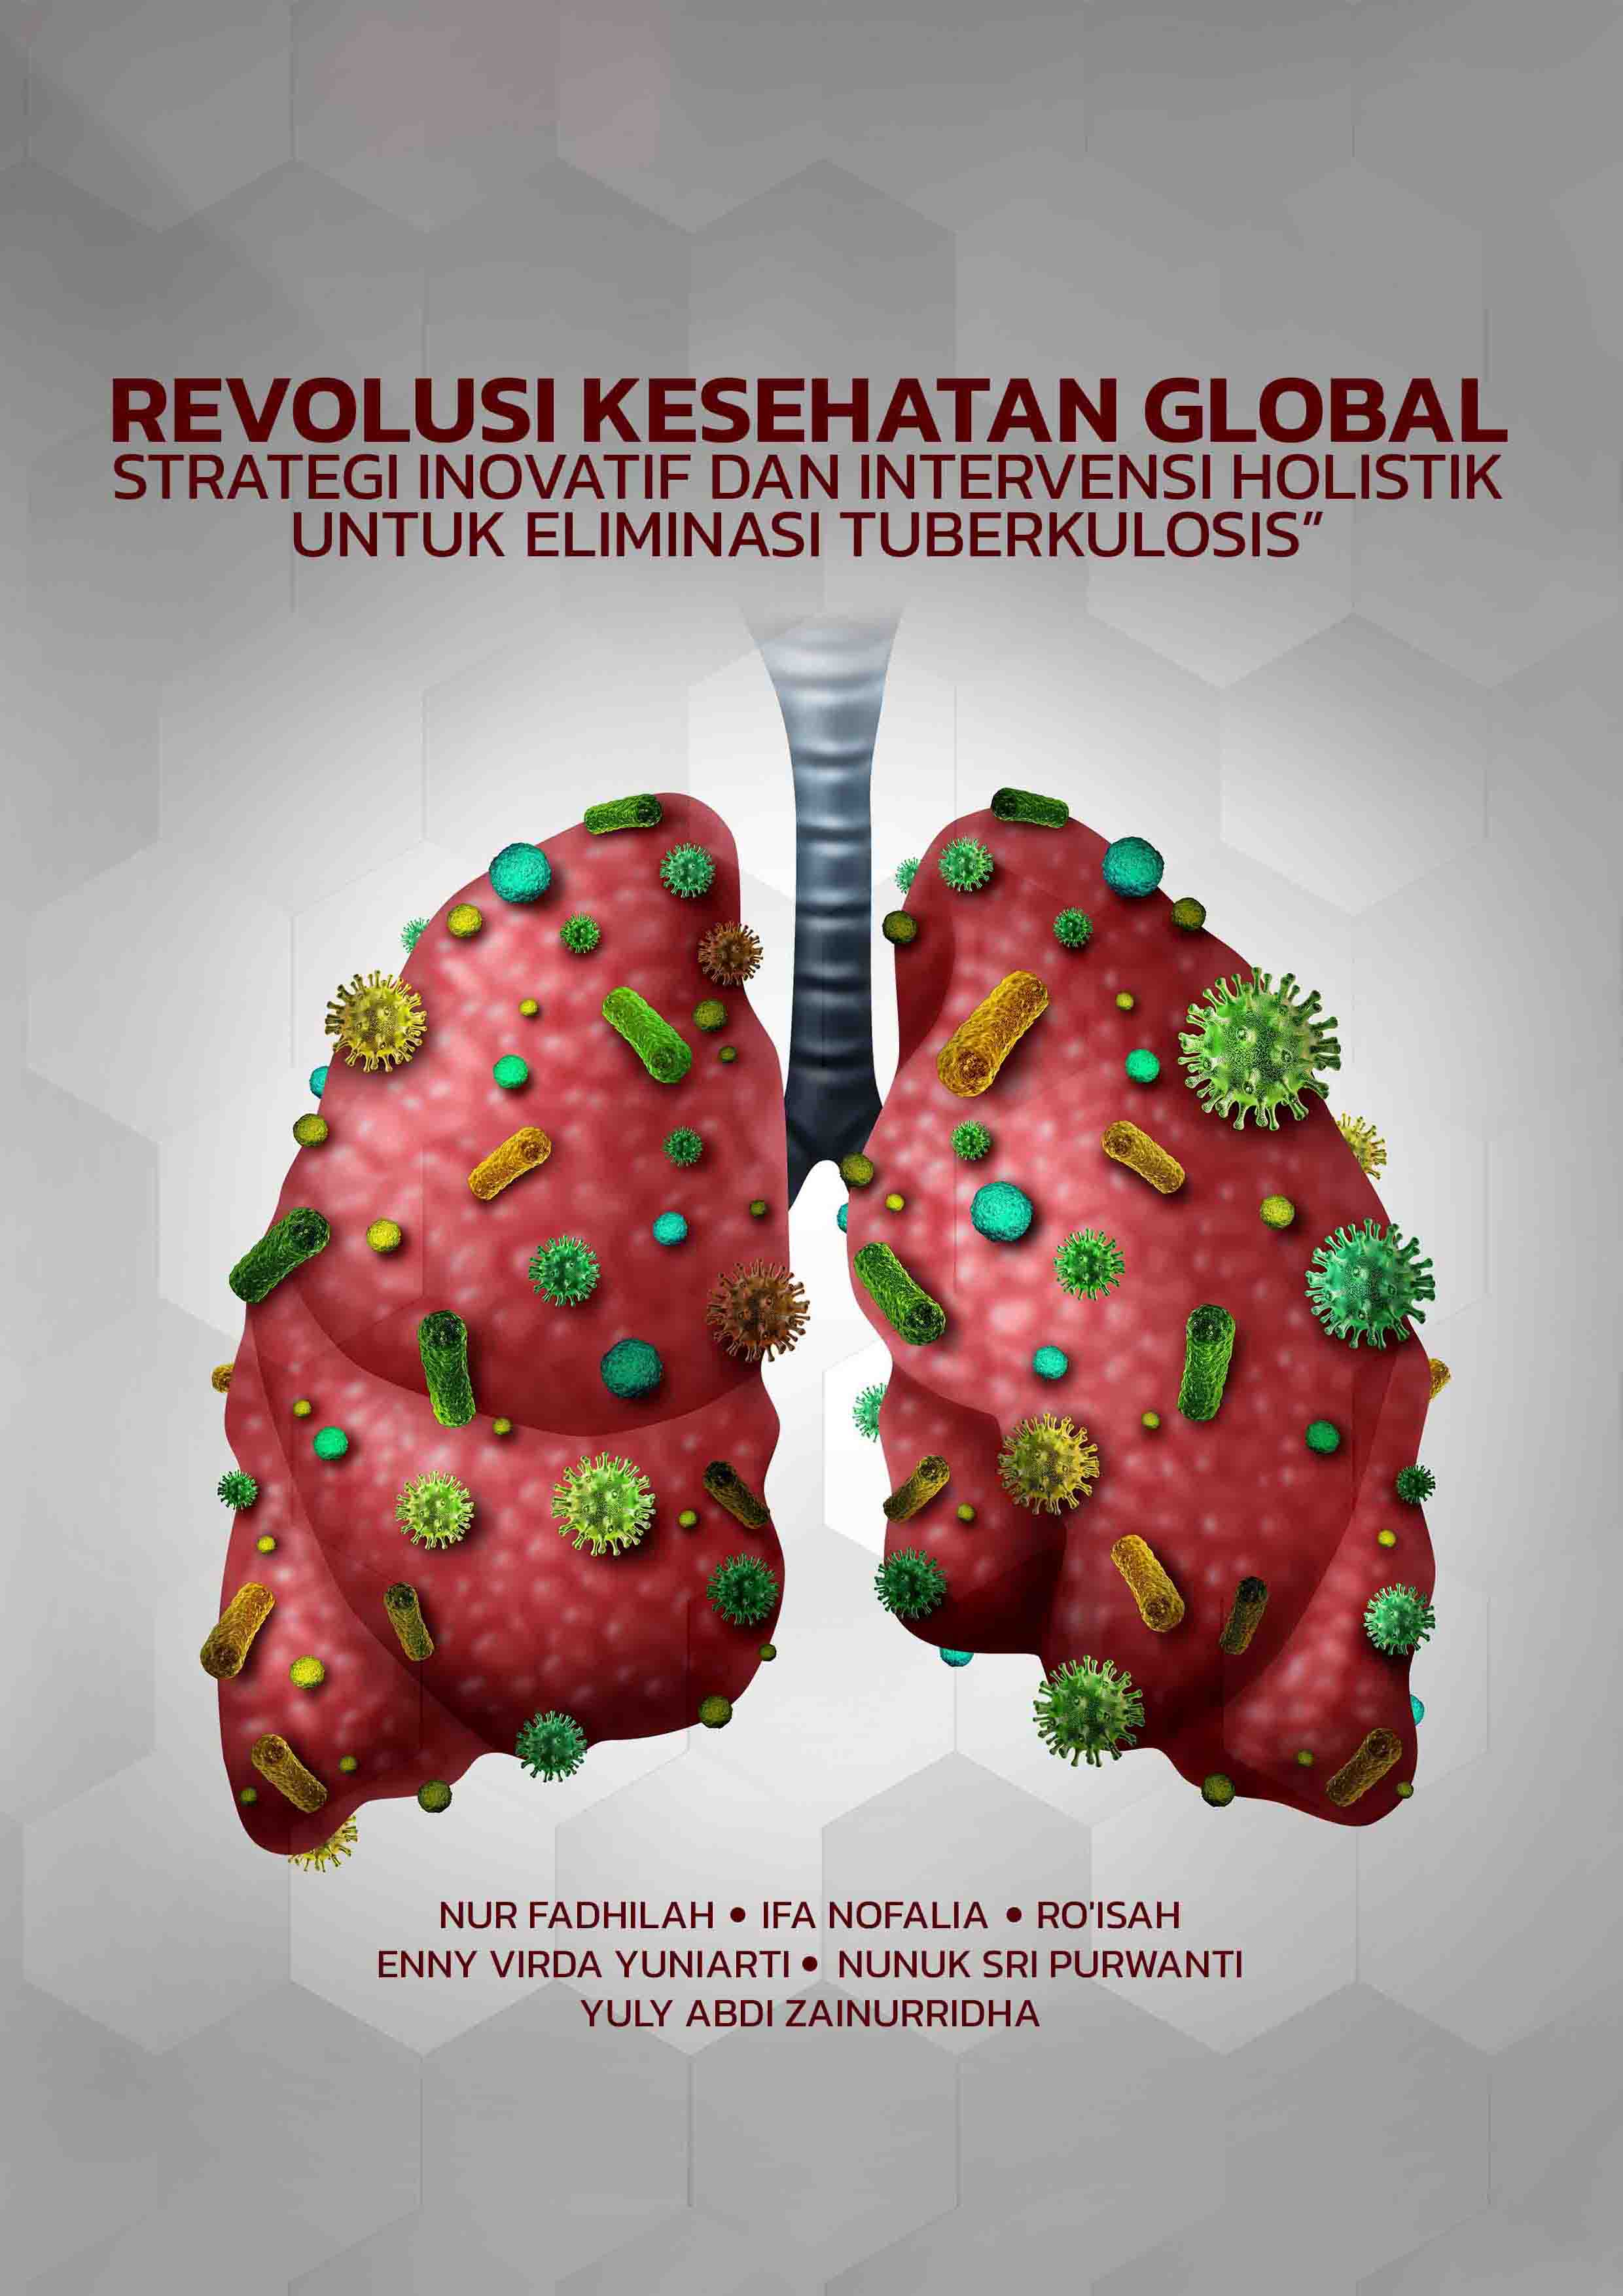 REVOLUSI KESEHATAN GLOBAL
STRATEGI INOVATIF DAN INTERVENSI HOLISTIK
UNTUK ELIMINASI TUBERKULOSIS”
NUR FADHILAH • IFA NOFALIA • RO'ISAH
ENNY VIRDA YUNIARTI • NUNUK SRI PURWANTI
YULY ABDI ZAINURRIDHA